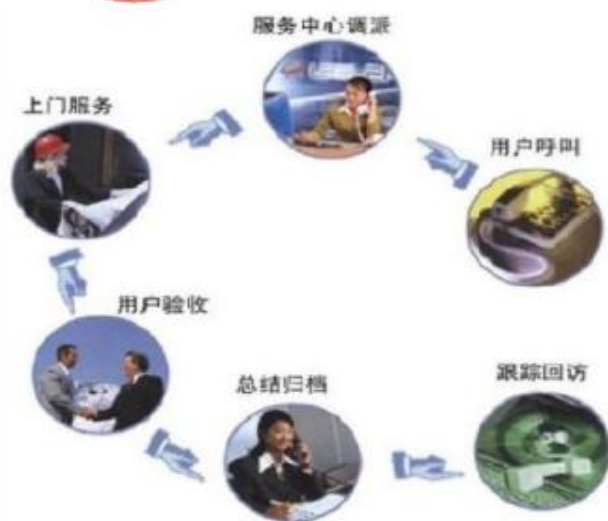 服务中心调派
上门服务
用户呼叫
用户验收
跟踪回访
总结归档